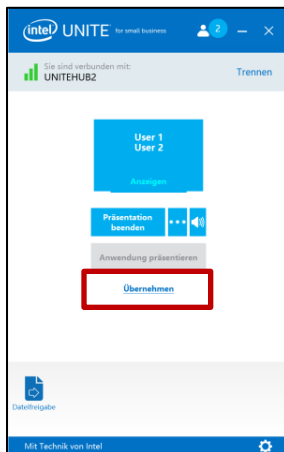 intel UNITE for small business 2
Sie sind verbunden mit:
UNITEHUB2
Trennen
User 1
User 2
Anzeigen
Präsentation
beenden
Anwendung präsentieren
Übernehmen
Dateifreigabe
Mit Technik von Intel